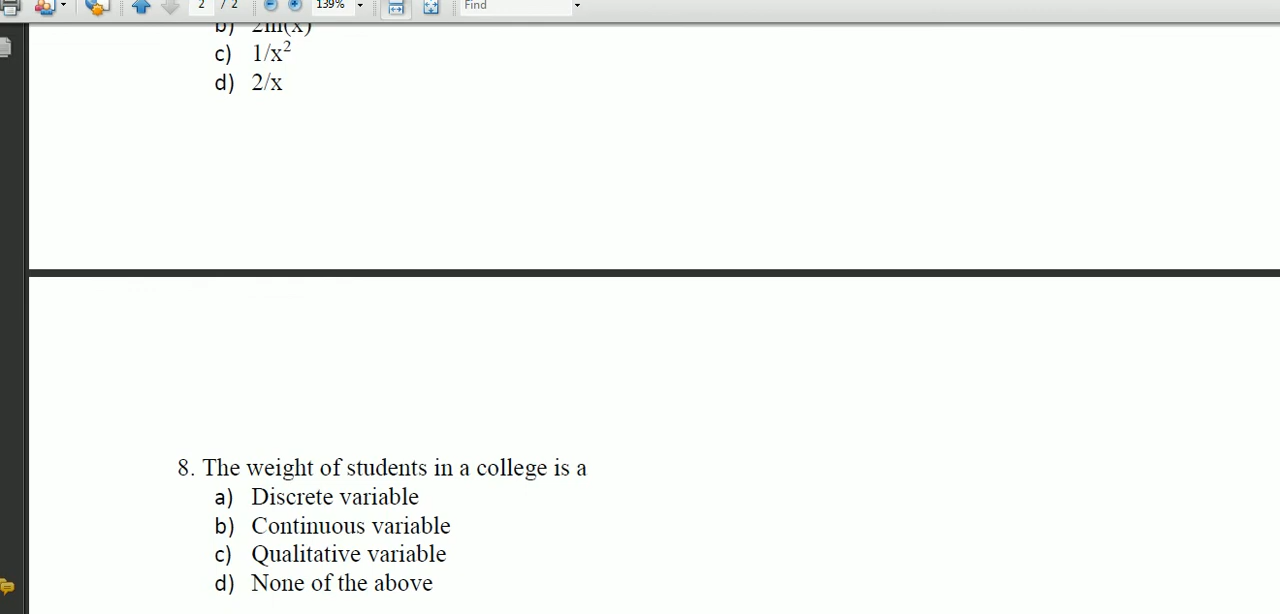 2 / 2 139% Find
b) 2ln(x)
c) 1/x²
d) 2/x
8. The weight of students in a college is a
a) Discrete variable
b) Continuous variable
c) Qualitative variable
d) None of the above